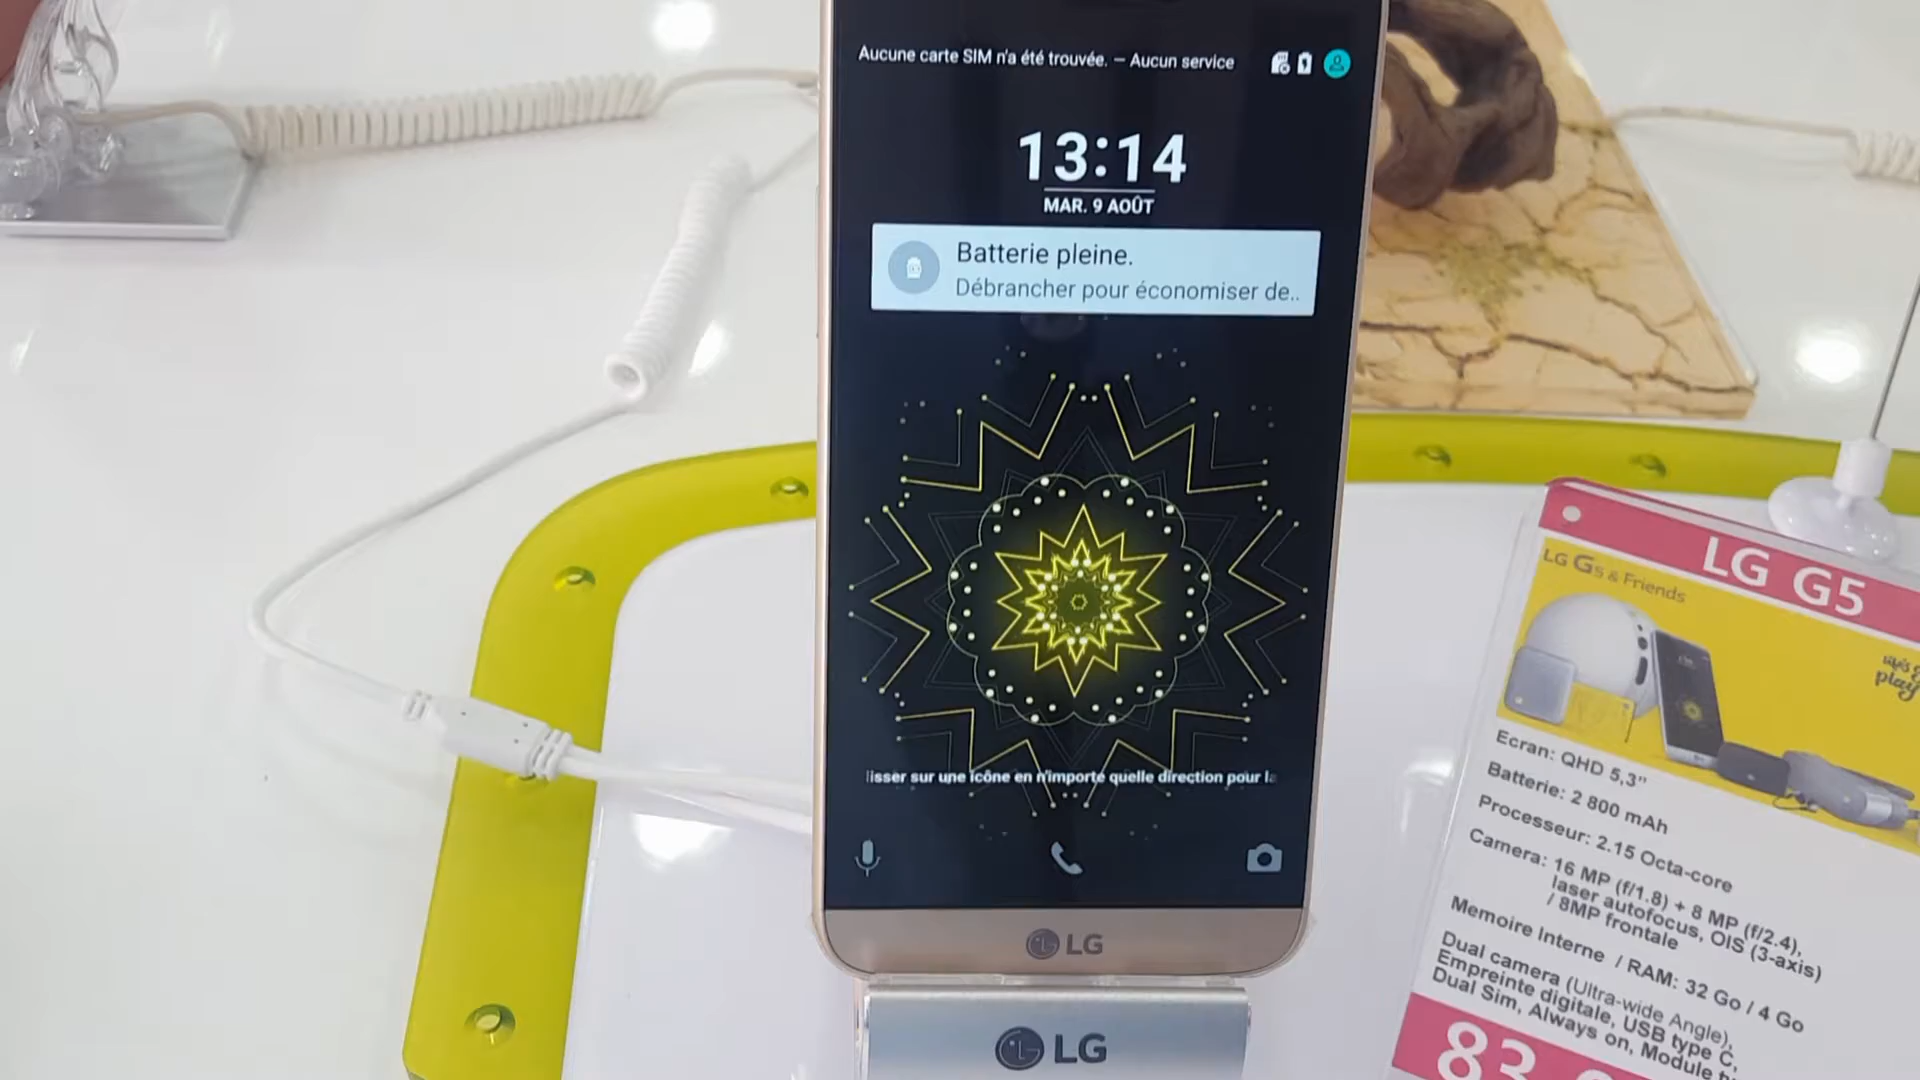 Aucune carte SIM n'a été trouvée. – Aucun service
13:14
MAR. 9 AOÛT
Batterie pleine.
Débrancher pour économiser de..
lisser sur une icône en n'importe quelle direction pour la
LG
LG
LG G5
LG G5 & Friends
play
Ecran: QHD 5,3"
Batterie: 2 800 mAh
Processeur: 2.15 Octa-core
Camera: 16 MP (f/1.8) + 8 MP (f/2.4),
laser autofocus, OIS (3-axis)
/ 8MP frontale
Memoire Interne / RAM: 32 Go / 4 Go
Dual camera (Ultra-wide Angle),
Empreinte digitale, USB type C,
Dual Sim, Always on, Module
83